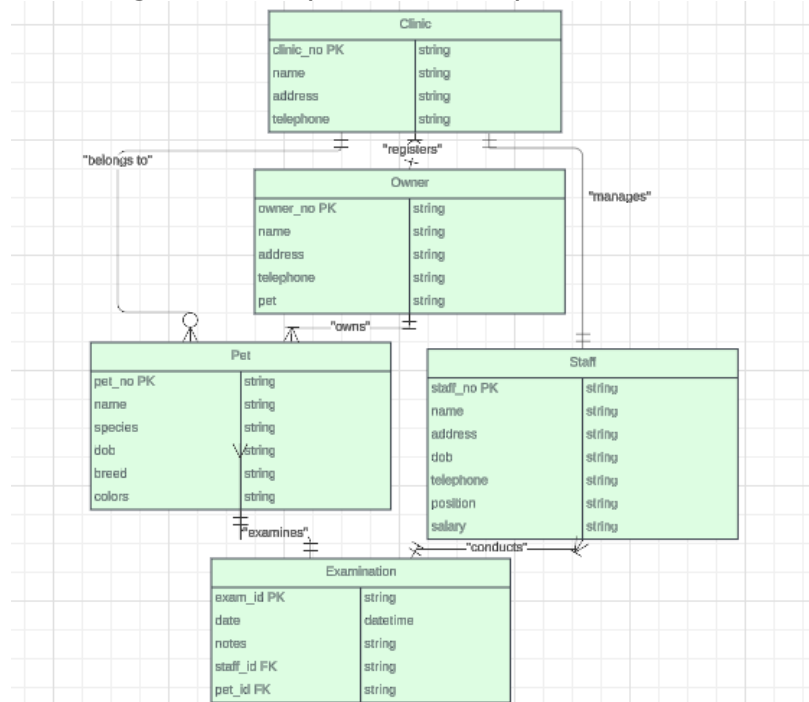 Clinic
clinic_no PK string
name string
address string
telephone string
"belongs to"
"registers"
"manages"
Owner
owner_no PK string
name string
address string
telephone string
pet string
"owns"
Pet
pet_no PK string
name string
species string
dob string
breed string
colors string
Staff
staff_no PK string
name string
address string
dob string
telephone string
position string
salary string
"examines"
"conducts"
Examination
exam_id PK string
date datetime
notes string
staff_id FK string
pet_id FK string